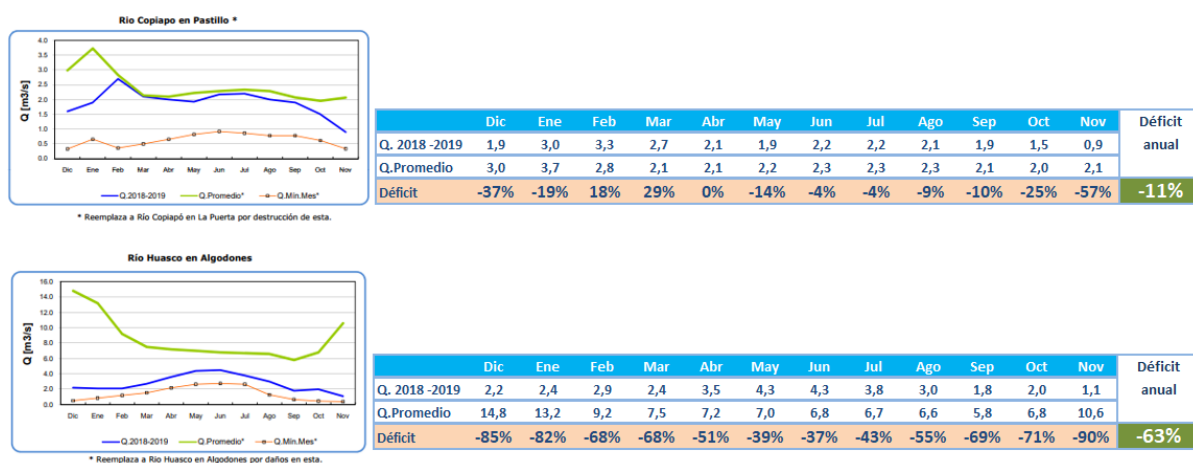 Río Copiapo en Pastillo *
Q [m3/s]
4.0
3.5
3.0
2.5
2.0
1.5
1.0
0.5
0.0
Dic Ene Feb Mar Abr May Jun Jul Ago Sep Oct Nov
Q.2018-2019 Q.Promedio* Q.Mín.Mes*
* Reemplaza a Río Copiapó en La Puerta por destrucción de esta.
Dic Ene Feb Mar Abr May Jun Jul Ago Sep Oct Nov Déficit anual
Q. 2018 -2019 1,9 3,0 3,3 2,7 2,1 1,9 2,2 2,2 2,1 1,9 1,5 0,9
Q.Promedio 3,0 3,7 2,8 2,1 2,1 2,2 2,3 2,3 2,3 2,1 2,0 2,1
Déficit -37% -19% 18% 29% 0% -14% -4% -4% -9% -10% -25% -57% -11%
Río Huasco en Algodones
Q [m3/s]
16.0
14.0
12.0
10.0
8.0
6.0
4.0
2.0
0.0
Dic Ene Feb Mar Abr May Jun Jul Ago Sep Oct Nov
Q.2018-2019 Q.Promedio* Q.Mín.Mes*
* Reemplaza a Río Huasco en Algodones por daños en esta.
Dic Ene Feb Mar Abr May Jun Jul Ago Sep Oct Nov Déficit anual
Q. 2018 -2019 2,2 2,4 2,9 2,4 3,5 4,3 4,3 3,8 3,0 1,8 2,0 1,1
Q.Promedio 14,8 13,2 9,2 7,5 7,2 7,0 6,8 6,7 6,6 5,8 6,8 10,6
Déficit -85% -82% -68% -68% -51% -39% -37% -43% -55% -69% -71% -90% -63%